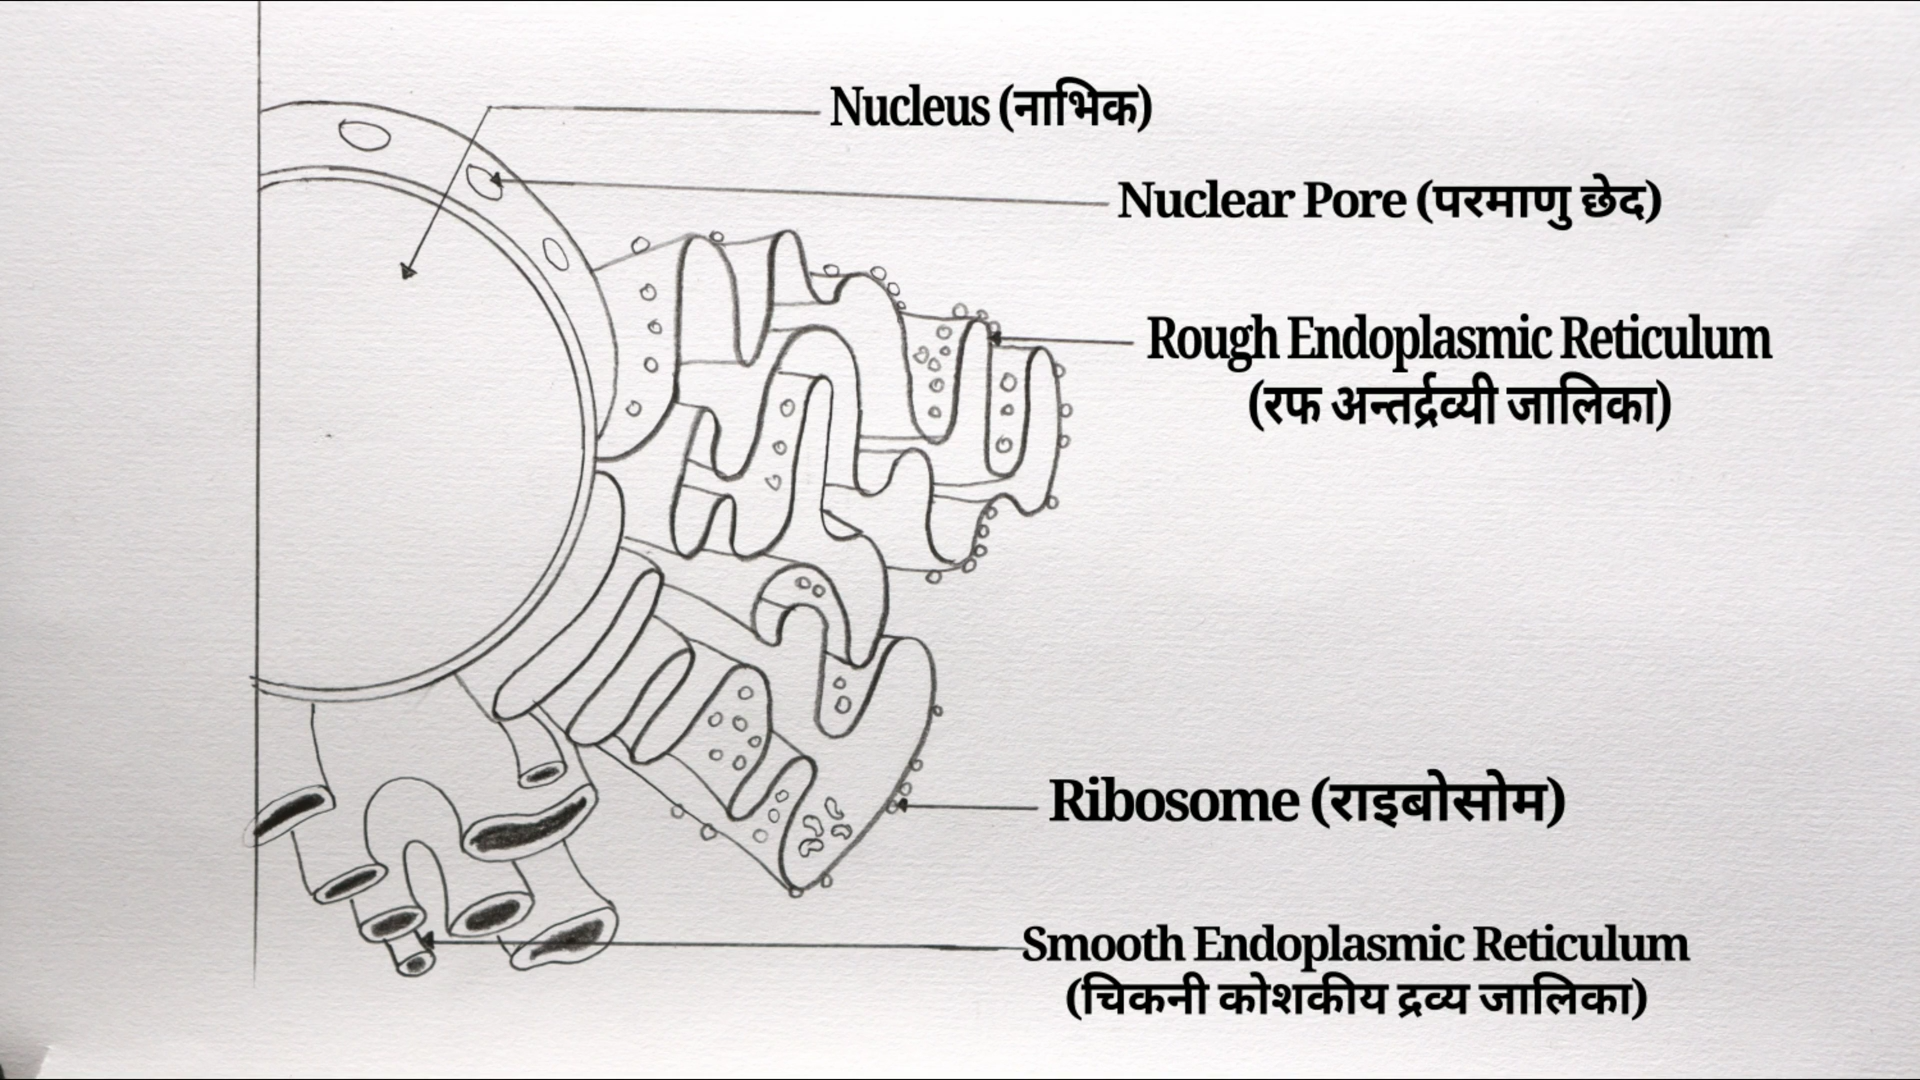 Nucleus (नाभिक)
Nuclear Pore (परमाणु छेद)
Rough Endoplasmic Reticulum
(रफ अन्तर्द्रव्यी जालिका)
Ribosome (राइबोसोम)
Smooth Endoplasmic Reticulum
(चिकनी कोशकीय द्रव्य जालिका)